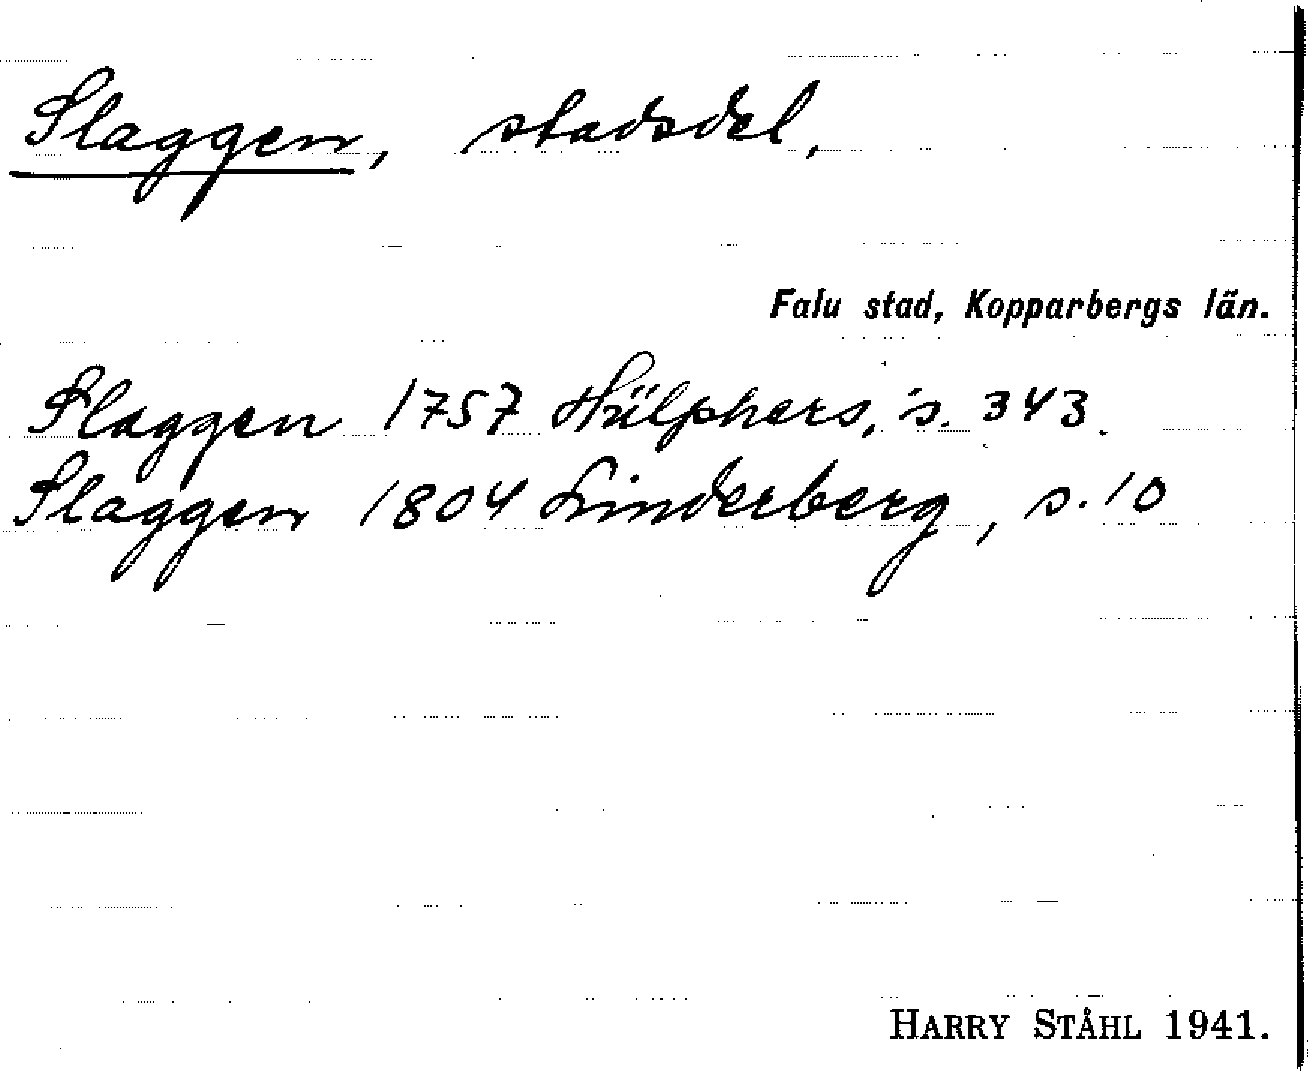 Slaggen, stadsdel,
Falu stad, Kopparbergs län.
Slaggen 1757 Hülphers, s. 343.
Slaggen 1804 Linderberg, s. 10
HARRY STÅHL 1941.